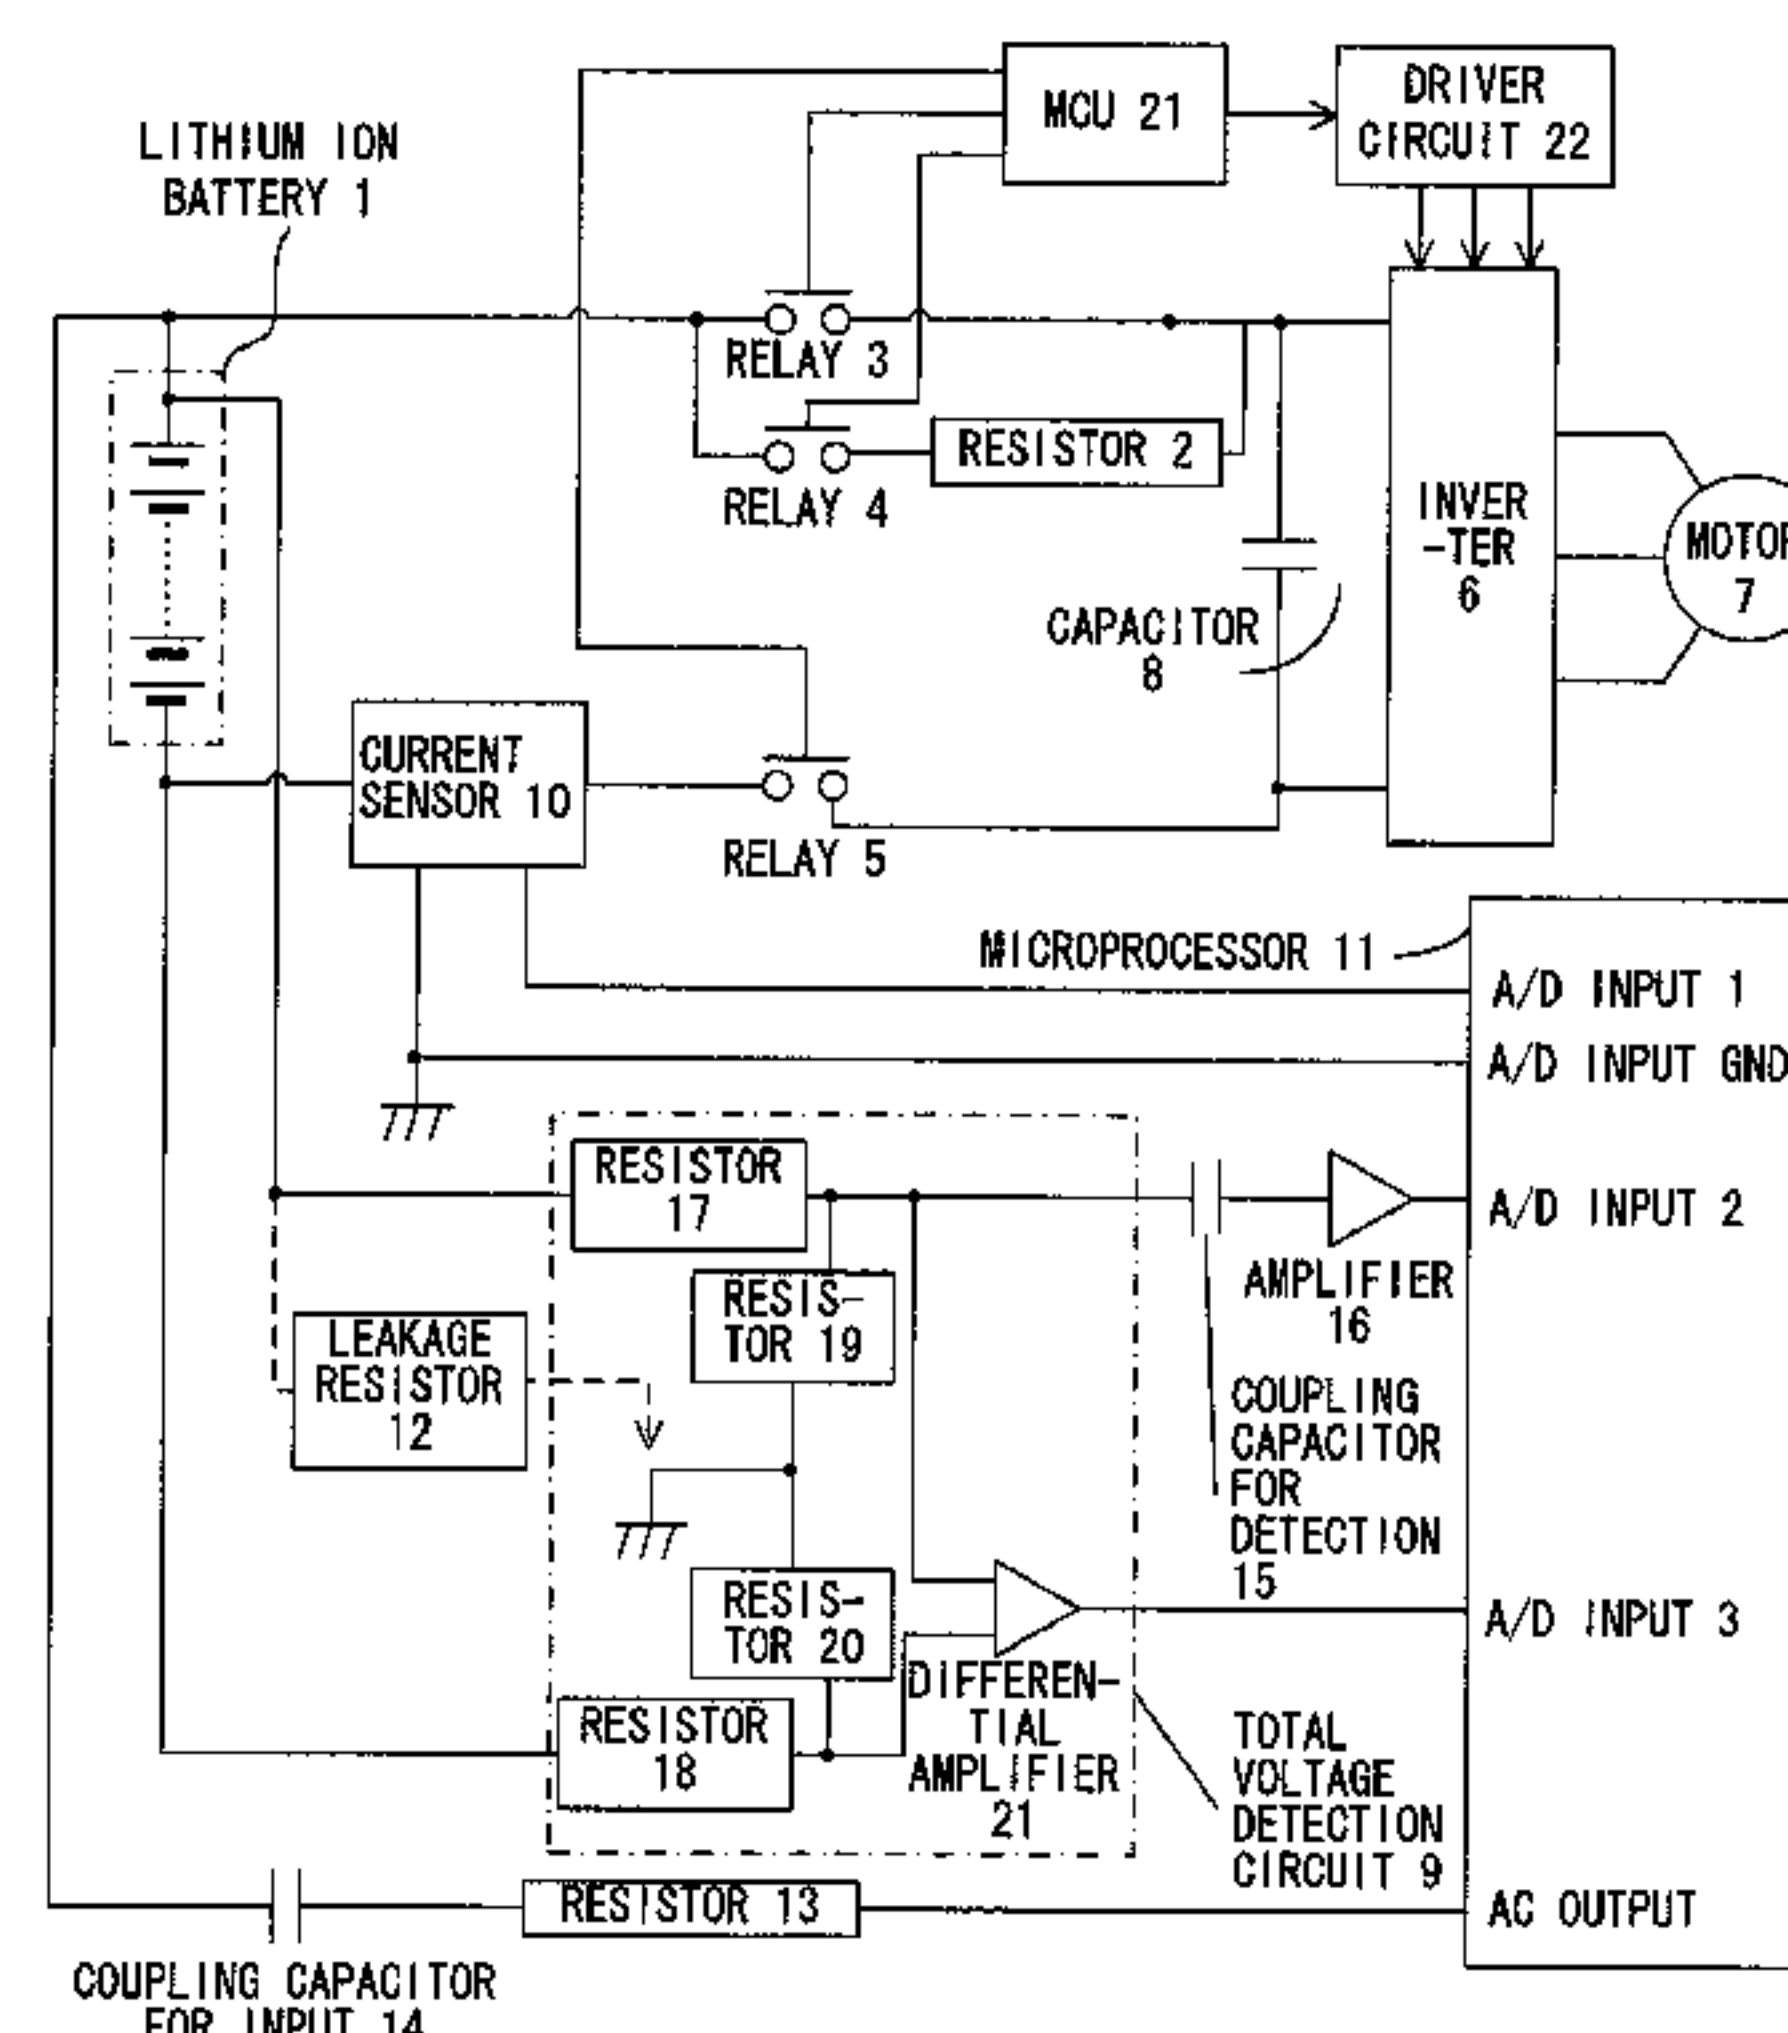 MCU 21
DRIVER
CIRCUIT 22
LITHIUM ION
BATTERY 1
RELAY 3
RESISTOR 2
RELAY 4
INVER
-TER
6
MOTOR
7
CAPACITOR
8
CURRENT
SENSOR 10
RELAY 5
MICROPROCESSOR 11
A/D INPUT 1
A/D INPUT GND
RESISTOR
17
A/D INPUT 2
RESIS-
TOR 19
AMPLIFIER
16
LEAKAGE
RESISTOR
12
COUPLING
CAPACITOR
FOR
DETECTION
15
RESIS-
TOR 20
A/D INPUT 3
DIFFEREN-
TIAL
AMPLIFIER
21
RESISTOR
18
TOTAL
VOLTAGE
DETECTION
CIRCUIT 9
RESISTOR 13
AC OUTPUT
COUPLING CAPACITOR
FOR INPUT 14